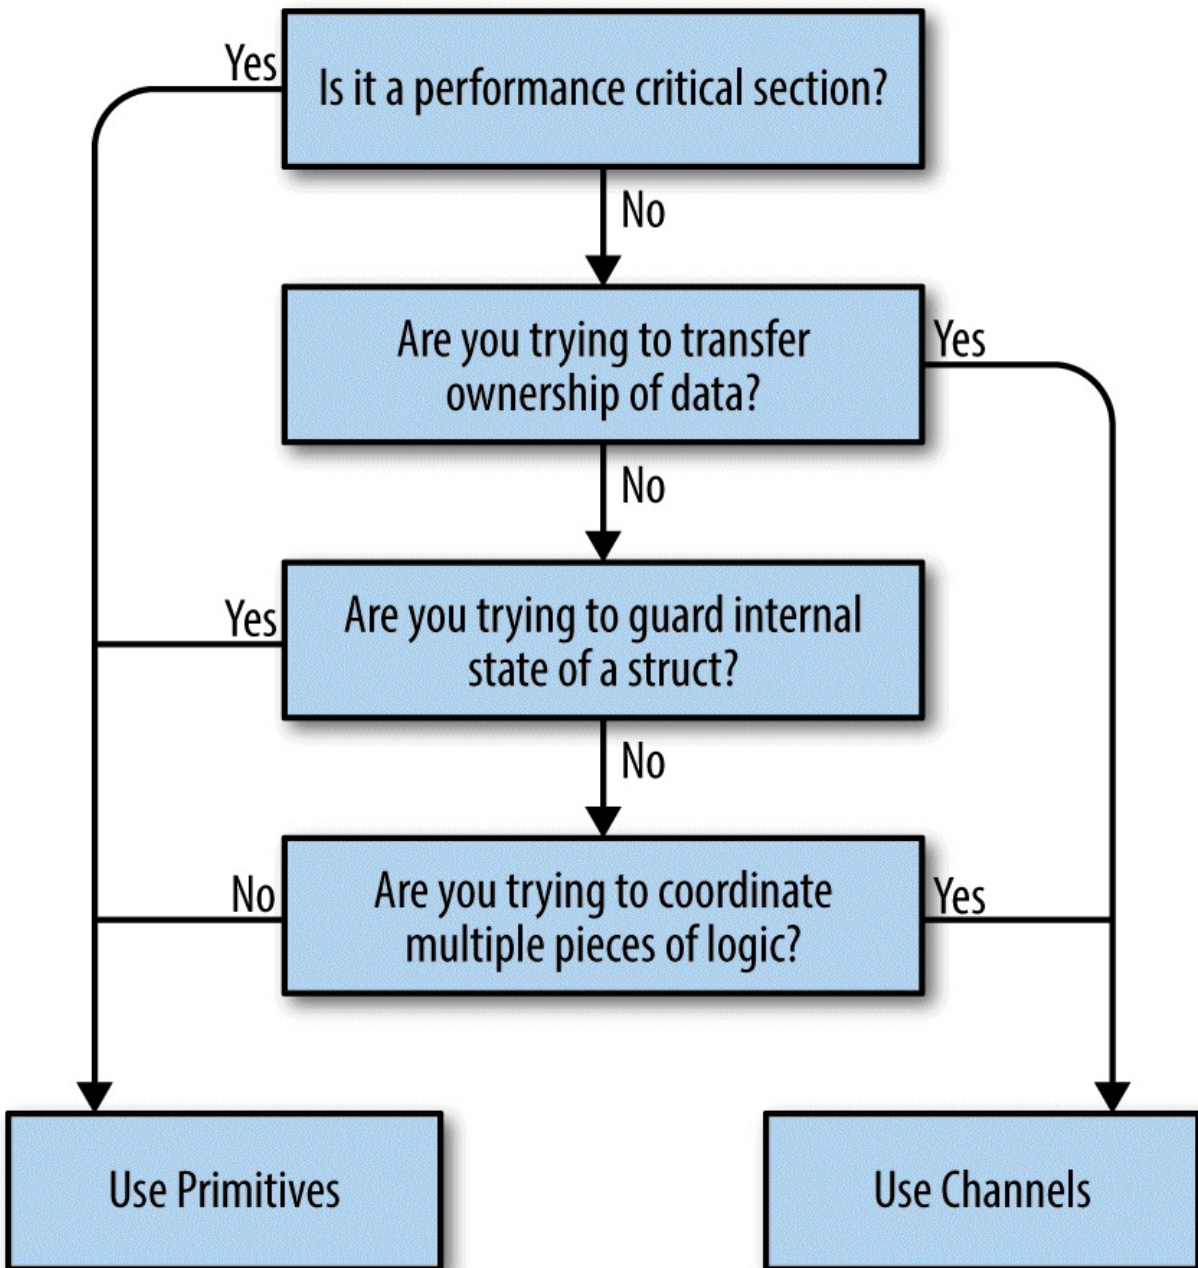 Yes
Is it a performance critical section?
No
Are you trying to transfer
ownership of data?
Yes
No
Yes
Are you trying to guard internal
state of a struct?
No
No
Are you trying to coordinate
multiple pieces of logic?
Yes
Use Primitives
Use Channels